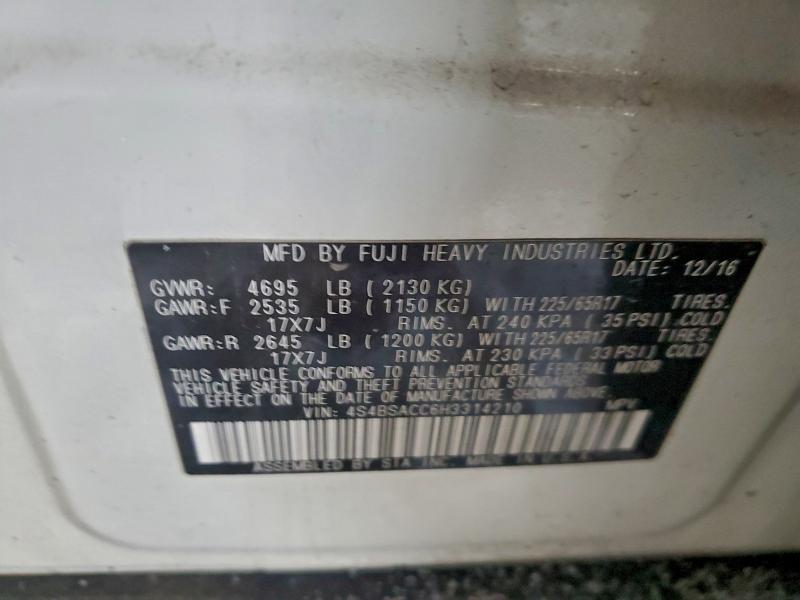 MFD BY FUJI HEAVY INDUSTRIES LTD.
DATE: 12/16
GVWR: 4695 LB ( 2130 KG)
GAWR:F 2535 LB ( 1150 KG) WITH 225/65R17 TIRES.
17X7J RIMS. AT 240 KPA ( 35 PSI) COLD
GAWR:R 2645 LB ( 1200 KG) WITH 225/65R17 TIRES.
17X7J RIMS. AT 230 KPA ( 33 PSI) COLD
THIS VEHICLE CONFORMS TO ALL APPLICABLE FEDERAL MOTOR
VEHICLE SAFETY AND THEFT PREVENTION STANDARDS
IN EFFECT ON THE DATE OF MANUFACTURE SHOWN ABOVE.
VIN: 4S4BSACC6H3314210 MPV
ASSEMBLED BY SIA, INC. MADE IN U.S.A.